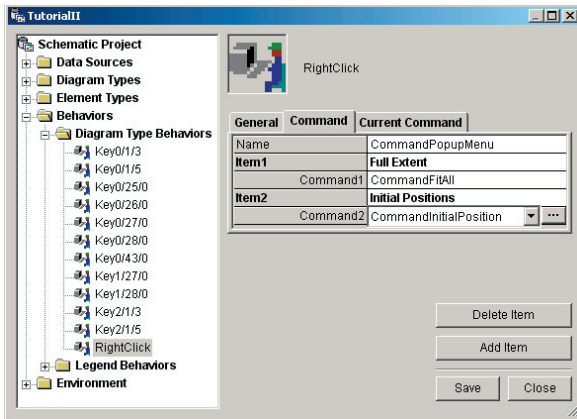 TutorialII
Schematic Project
Data Sources
Diagram Types
Element Types
Behaviors
Diagram Type Behaviors
Key0/1/3
Key0/1/5
Key0/25/0
Key0/26/0
Key0/27/0
Key0/28/0
Key0/43/0
Key1/27/0
Key1/28/0
Key2/1/3
Key2/1/5
RightClick
Legend Behaviors
Environment
RightClick
General Command Current Command
Name CommandPopupMenu
Item1 Full Extent
Command1 CommandFitAll
Item2 Initial Positions
Command2 CommandInitialPosition ...
Delete Item
Add Item
Save Close